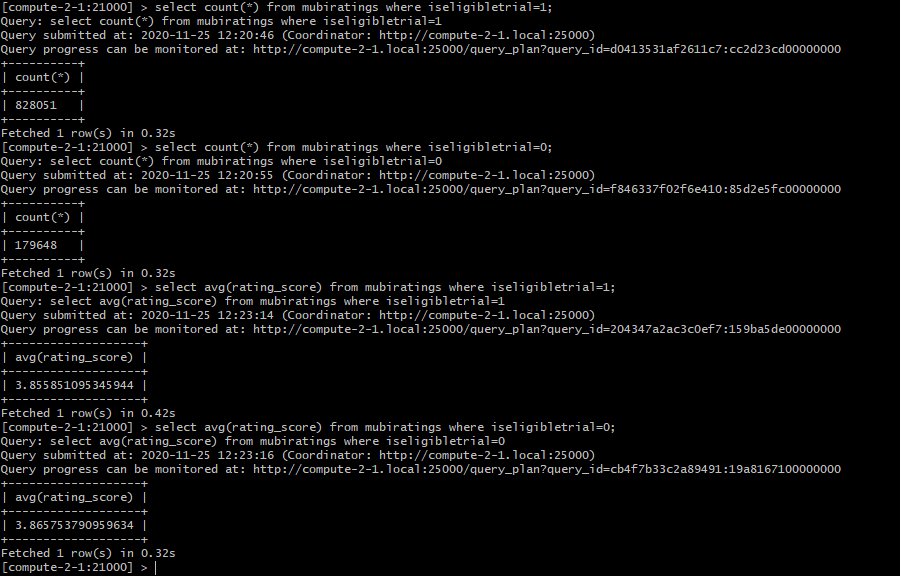 [compute-2-1:21000] > select count(*) from mubiratings where iseligibletrial=1;
Query: select count(*) from mubiratings where iseligibletrial=1
Query submitted at: 2020-11-25 12:20:46 (Coordinator: http://compute-2-1.local:25000)
Query progress can be monitored at: http://compute-2-1.local:25000/query_plan?query_id=d0413531af2611c7:cc2d23cd00000000
+----------+
| count(*) |
+----------+
| 828051   |
+----------+
Fetched 1 row(s) in 0.32s
[compute-2-1:21000] > select count(*) from mubiratings where iseligibletrial=0;
Query: select count(*) from mubiratings where iseligibletrial=0
Query submitted at: 2020-11-25 12:20:55 (Coordinator: http://compute-2-1.local:25000)
Query progress can be monitored at: http://compute-2-1.local:25000/query_plan?query_id=f846337f02f6e410:85d2e5fc00000000
+----------+
| count(*) |
+----------+
| 179648   |
+----------+
Fetched 1 row(s) in 0.32s
[compute-2-1:21000] > select avg(rating_score) from mubiratings where iseligibletrial=1;
Query: select avg(rating_score) from mubiratings where iseligibletrial=1
Query submitted at: 2020-11-25 12:23:14 (Coordinator: http://compute-2-1.local:25000)
Query progress can be monitored at: http://compute-2-1.local:25000/query_plan?query_id=204347a2ac3c0ef7:159ba5de00000000
+-------------------+
| avg(rating_score) |
+-------------------+
| 3.855851095345944 |
+-------------------+
Fetched 1 row(s) in 0.42s
[compute-2-1:21000] > select avg(rating_score) from mubiratings where iseligibletrial=0;
Query: select avg(rating_score) from mubiratings where iseligibletrial=0
Query submitted at: 2020-11-25 12:23:16 (Coordinator: http://compute-2-1.local:25000)
Query progress can be monitored at: http://compute-2-1.local:25000/query_plan?query_id=cb4f7b33c2a89491:19a8167100000000
+-------------------+
| avg(rating_score) |
+-------------------+
| 3.865753790959634 |
+-------------------+
Fetched 1 row(s) in 0.32s
[compute-2-1:21000] >